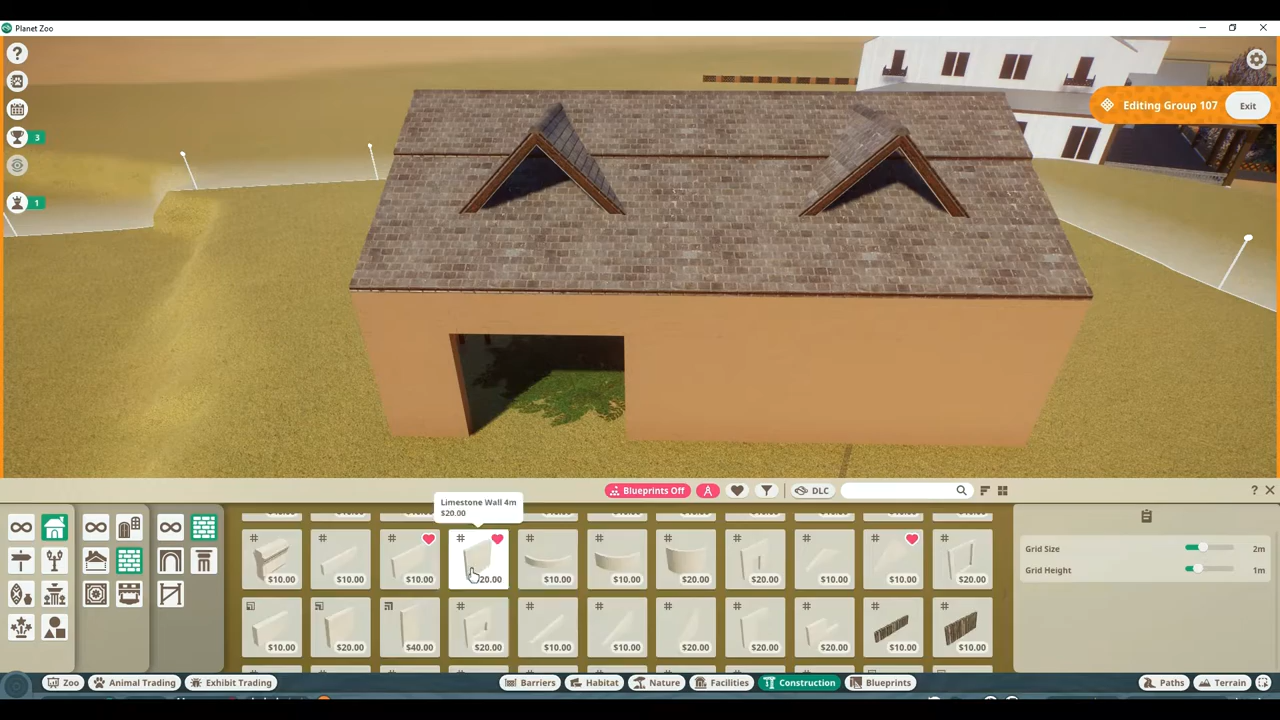 Planet Zoo
?
Editing Group 107
Exit
3
1
Blueprints Off
DLC
?
Limestone Wall 4m
$20.00
$10.00
$10.00
$10.00
$20.00
$10.00
$10.00
$20.00
$20.00
$10.00
$10.00
$20.00
$10.00
$20.00
$40.00
$20.00
$10.00
$10.00
$20.00
$20.00
$20.00
$10.00
$10.00
Grid Size
2m
Grid Height
1m
Zoo
Animal Trading
Exhibit Trading
Barriers
Habitat
Nature
Facilities
Construction
Blueprints
Paths
Terrain